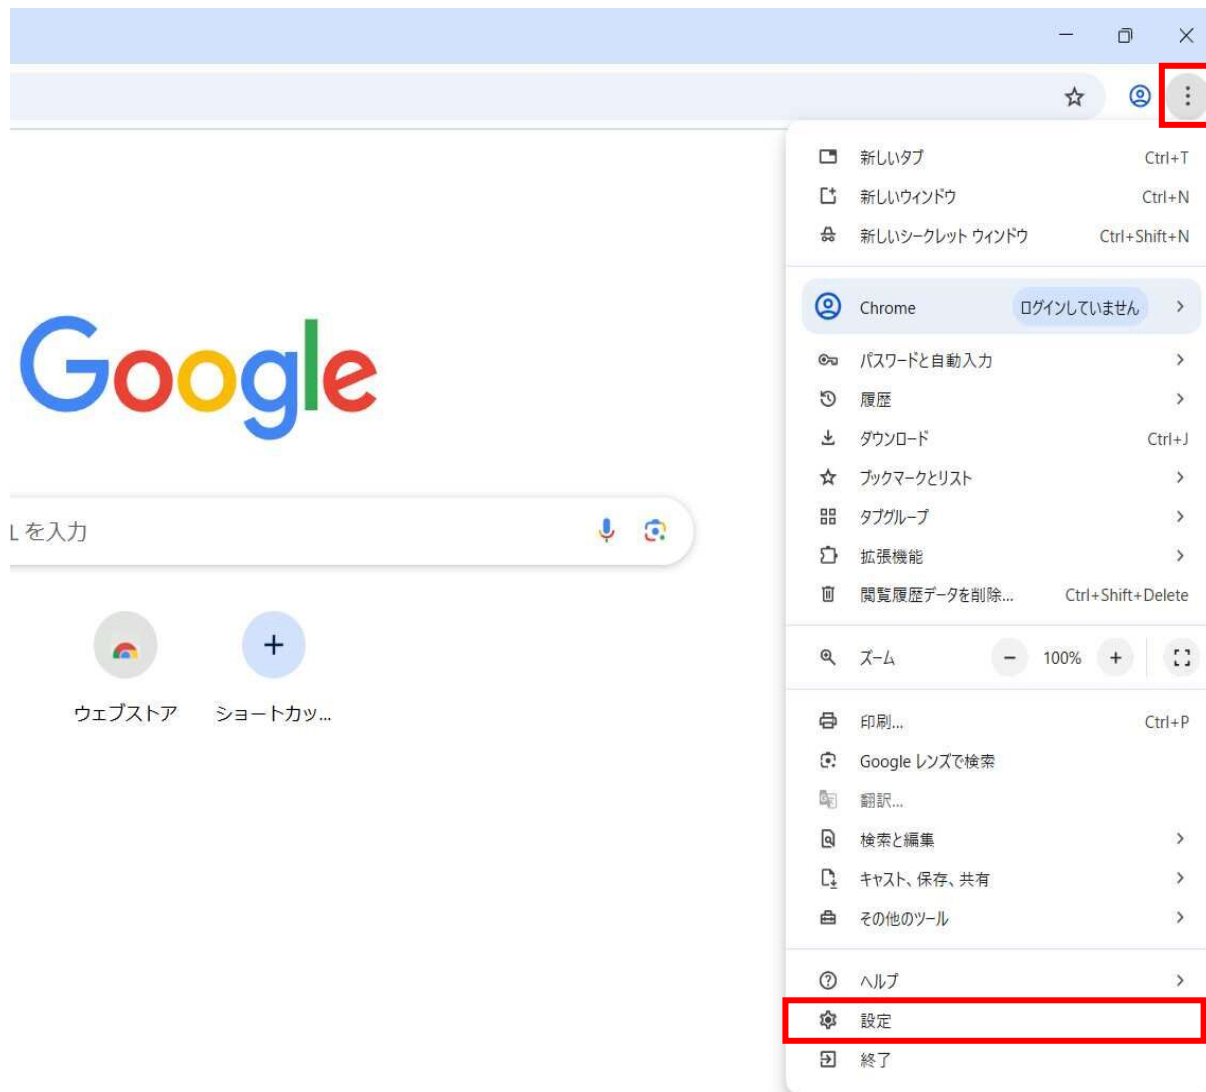 新しいタブ Ctrl+T
新しいウィンドウ Ctrl+N
新しいシークレット ウィンドウ Ctrl+Shift+N
Chrome ログインしていません
パスワードと自動入力
履歴
ダウンロード Ctrl+J
ブックマークとリスト
タブグループ
拡張機能
閲覧履歴データを削除... Ctrl+Shift+Delete
ズーム − 100% +
印刷... Ctrl+P
Google レンズで検索
翻訳...
検索と編集
キャスト、保存、共有
その他のツール
ヘルプ
設定
終了
Google
L を入力
ウェブストア ショートカッ...